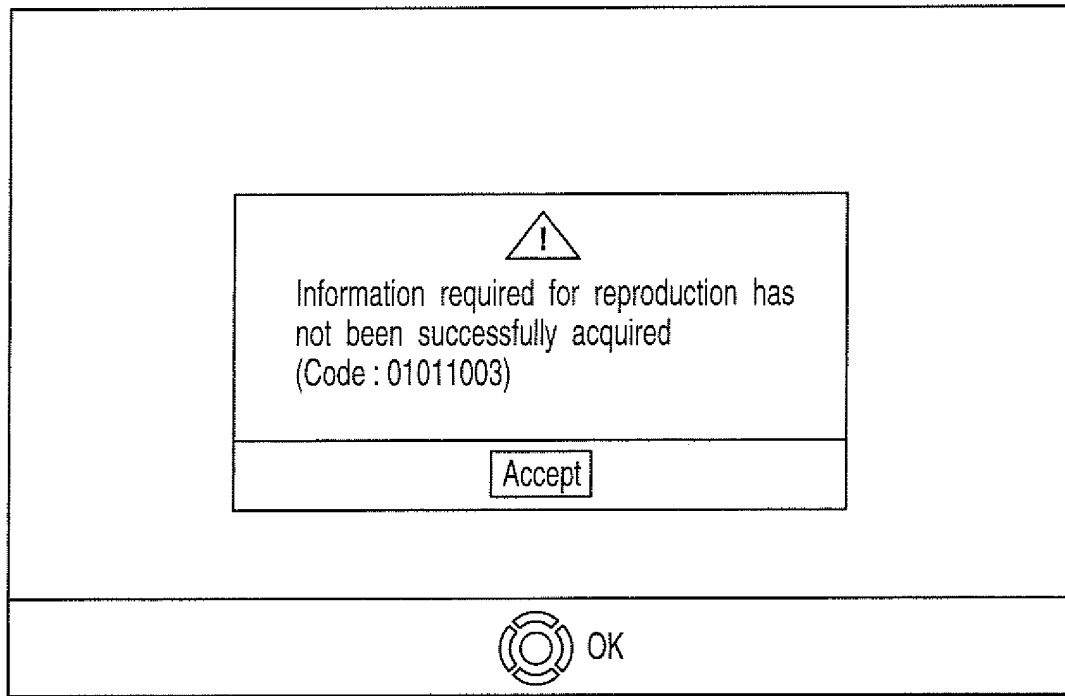 !
Information required for reproduction has
not been successfully acquired
(Code : 01011003)
Accept
OK